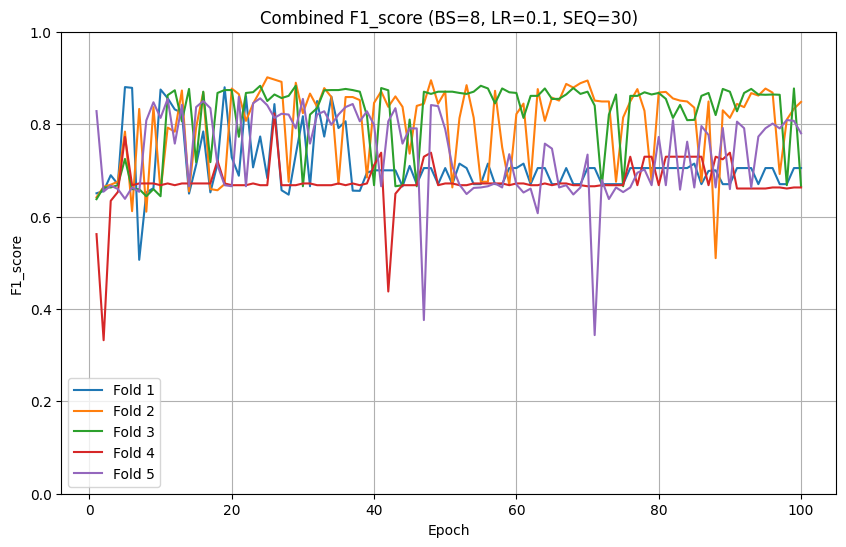 Combined F1_score (BS=8, LR=0.1, SEQ=30)
F1_score
1.0
0.8
0.6
0.4
0.2
0.0
Fold 1
Fold 2
Fold 3
Fold 4
Fold 5
0 20 40 60 80 100
Epoch